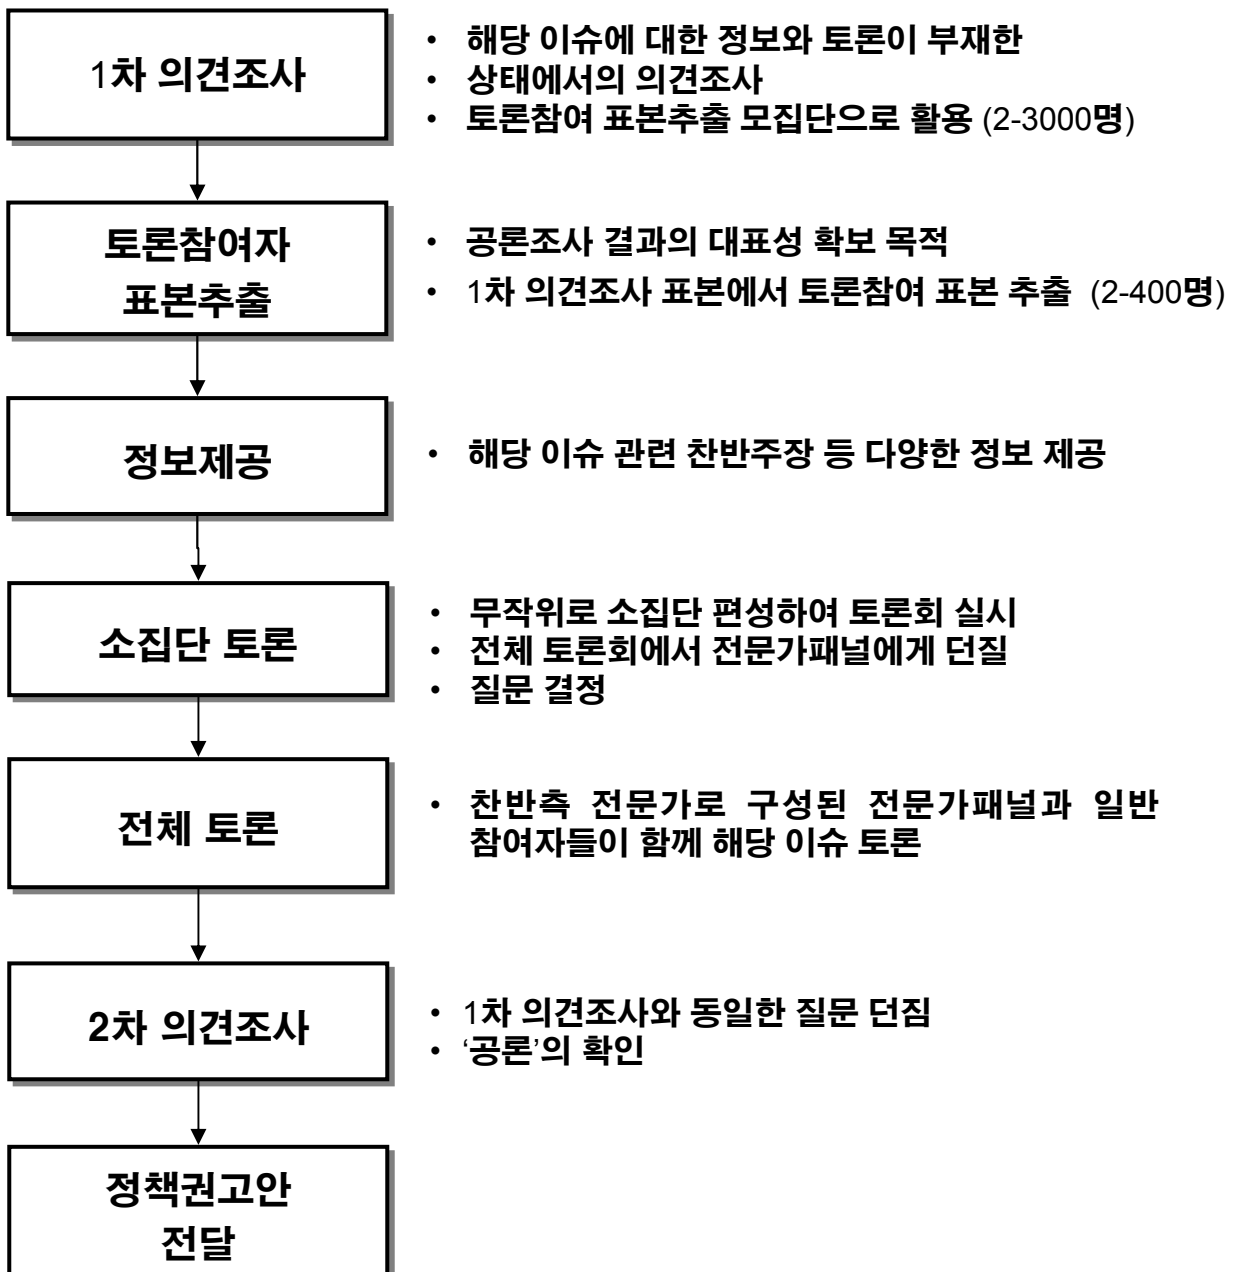 1차 의견조사
• 해당 이슈에 대한 정보와 토론이 부재한
• 상태에서의 의견조사
• 토론참여 표본추출 모집단으로 활용 (2-3000명)
토론참여자
표본추출
• 공론조사 결과의 대표성 확보 목적
• 1차 의견조사 표본에서 토론참여 표본 추출 (2-400명)
정보제공
• 해당 이슈 관련 찬반주장 등 다양한 정보 제공
소집단 토론
• 무작위로 소집단 편성하여 토론회 실시
• 전체 토론회에서 전문가패널에게 던질
• 질문 결정
전체 토론
• 찬반측 전문가로 구성된 전문가패널과 일반
참여자들이 함께 해당 이슈 토론
2차 의견조사
• 1차 의견조사와 동일한 질문 던짐
• ‘공론’의 확인
정책권고안
전달